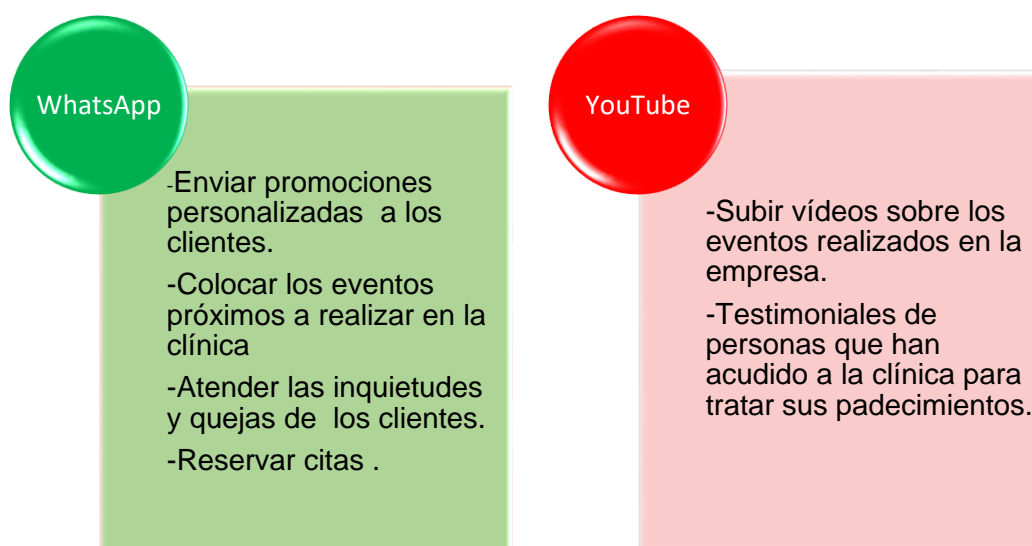 WhatsApp
-Enviar promociones
personalizadas  a los
clientes.
-Colocar los eventos
próximos a realizar en la
clínica
-Atender las inquietudes
y quejas de  los clientes.
-Reservar citas .
YouTube
-Subir vídeos sobre los
eventos realizados en la
empresa.
-Testimoniales de
personas que han
acudido a la clínica para
tratar sus padecimientos.